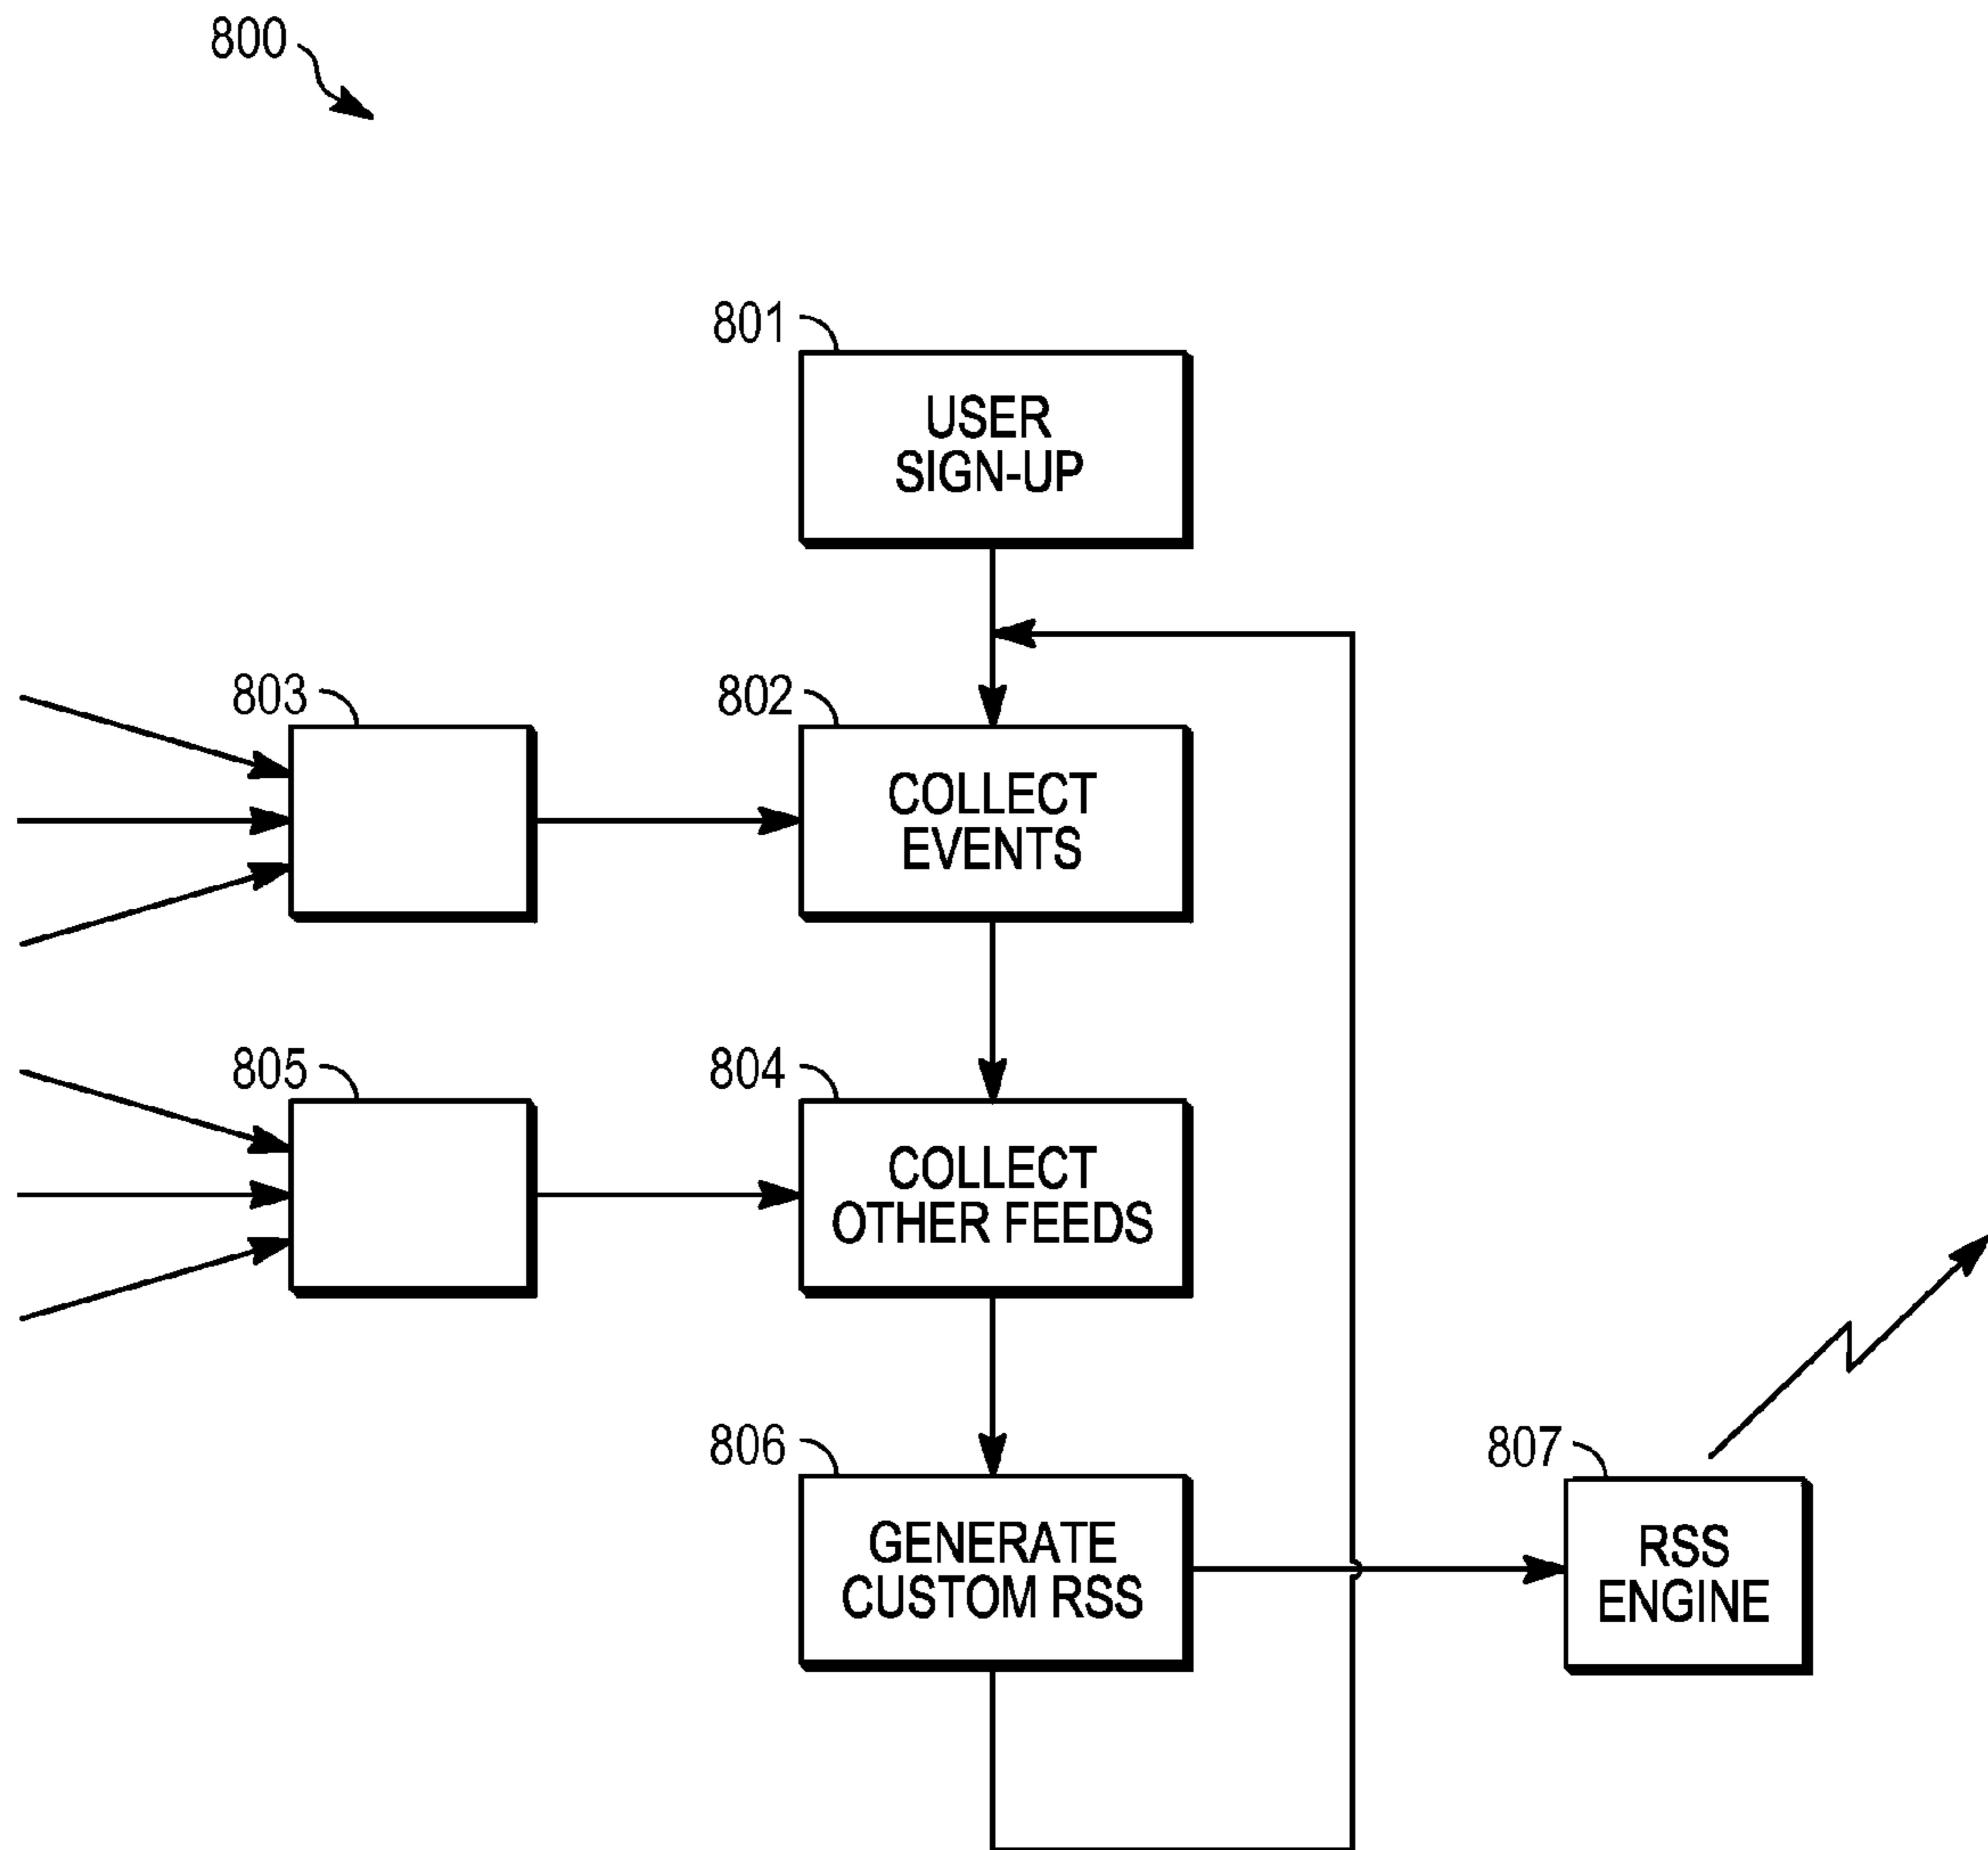 800
801
USER
SIGN-UP
803
802
COLLECT
EVENTS
805
804
COLLECT
OTHER FEEDS
806
GENERATE
CUSTOM RSS
807
RSS
ENGINE